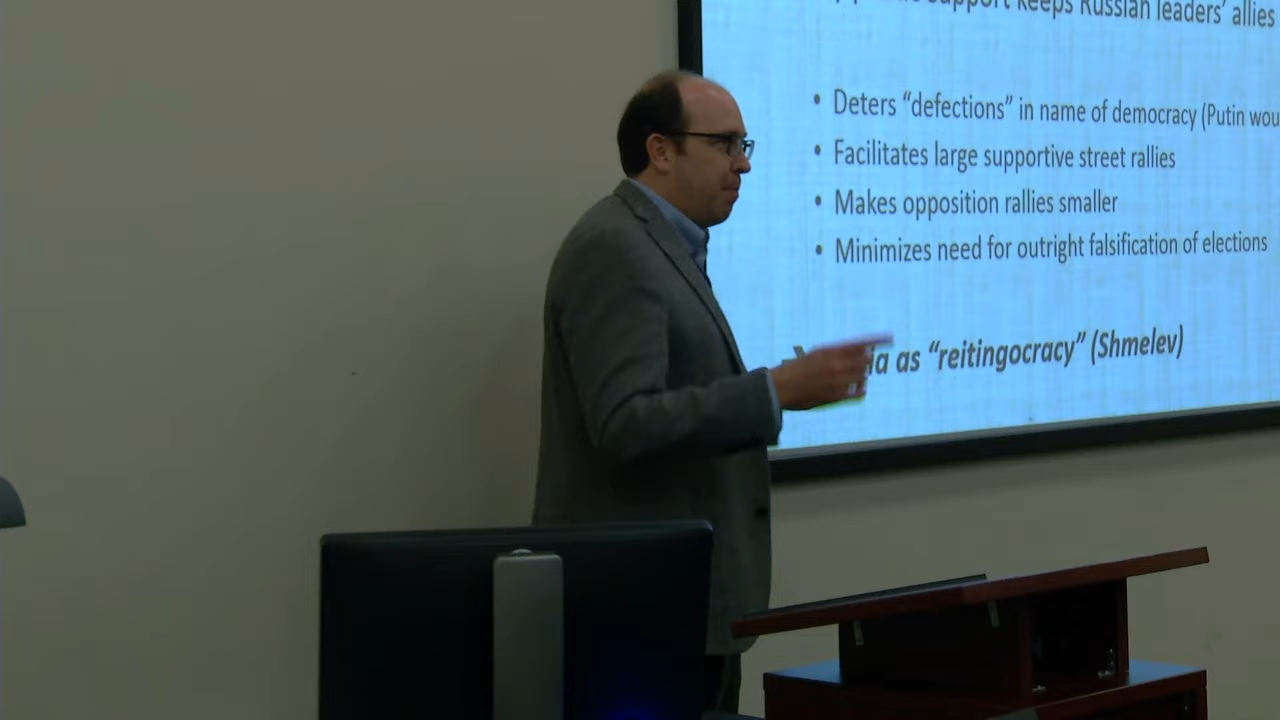 support keeps Russian leaders’ allies
• Deters “defections” in name of democracy (Putin wou
• Facilitates large supportive street rallies
• Makes opposition rallies smaller
• Minimizes need for outright falsification of elections
as “reitingocracy” (Shmelev)